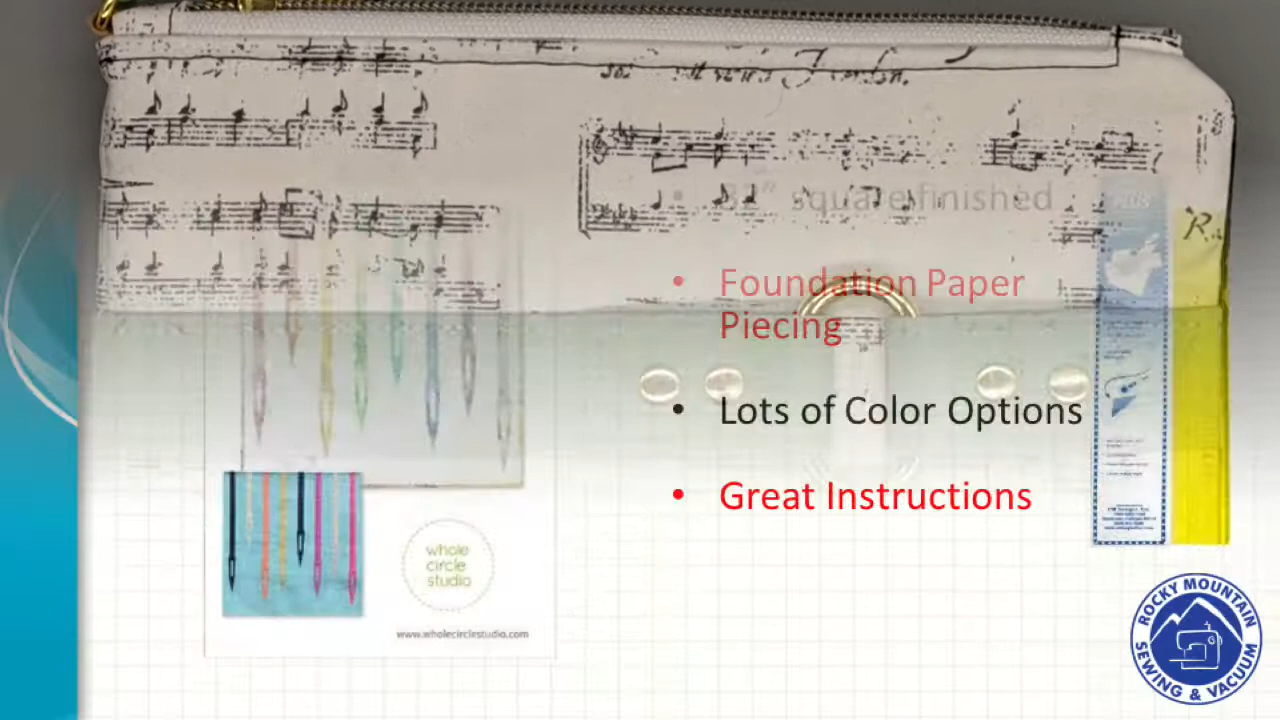 • 32" square finished
• Foundation Paper
Piecing
• Lots of Color Options
• Great Instructions
whole
circle
studio
www.wholecirclestudio.com
ROCKY MOUNTAIN
SEWING & VACUUM